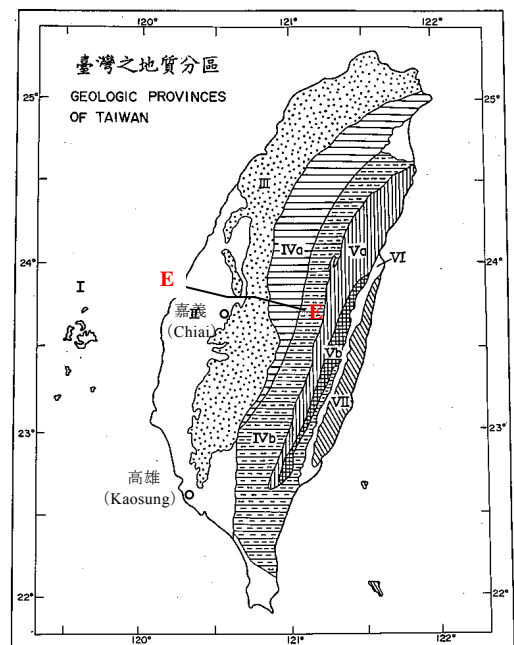 120° 121° 122°
臺灣之地質分區
GEOLOGIC PROVINCES
OF TAIWAN
25° 25°
III
24° IVa Va 24°
VI
E
I
嘉義 E
(Chiai)
Vb
VII
23° IVb 23°
高雄
(Kaosung)
22° 22°
120° 121° 122°